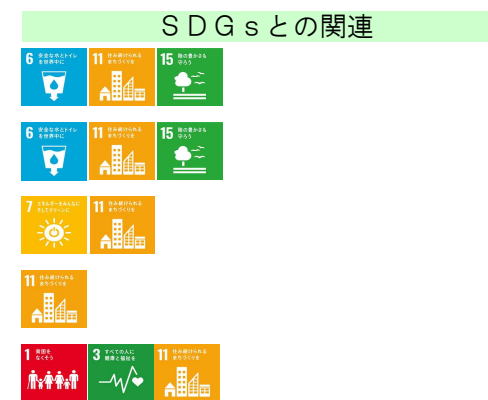 ＳＤＧｓとの関連
6 安全な水とトイレ
を世界中に
11 住み続けられる
まちづくりを
15 陸の豊かさも
守ろう
6 安全な水とトイレ
を世界中に
11 住み続けられる
まちづくりを
15 陸の豊かさも
守ろう
7 エネルギーをみんなに
そしてクリーンに
11 住み続けられる
まちづくりを
11 住み続けられる
まちづくりを
1 貧困を
なくそう
3 すべての人に
健康と福祉を
11 住み続けられる
まちづくりを